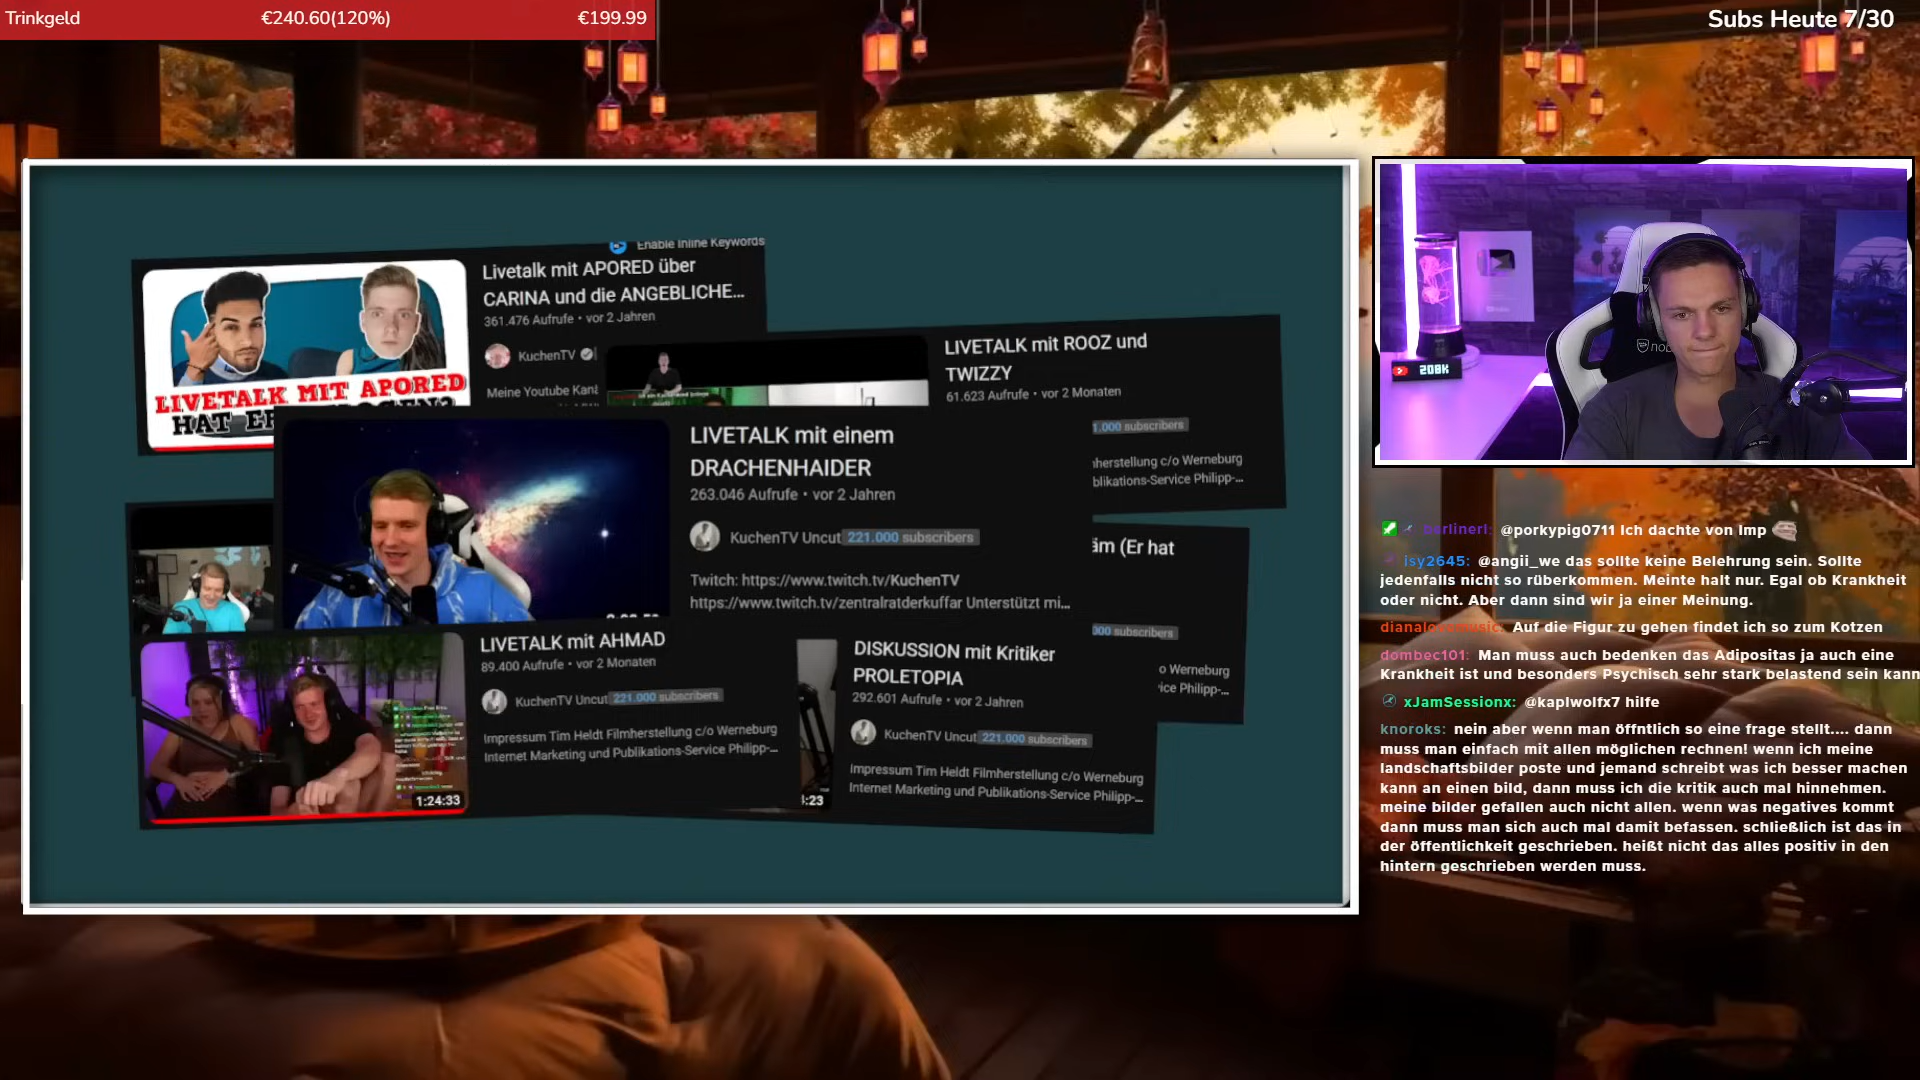 Trinkgeld €240.60(120%) €199.99
Subs Heute 7/30
Enable Inline Keywords
Livetalk mit APORED über
CARINA und die ANGEBLICHE...
361.476 Aufrufe • vor 2 Jahren
KuchenTV
LIVETALK MIT APORED
LIVETALK mit ROOZ und
TWIZZY
61.623 Aufrufe • vor 2 Monaten
1.000 subscribers
herstellung c/o Werneburg
blikations-Service Philipp-...
LIVETALK mit einem
DRACHENHAIDER
263.046 Aufrufe • vor 2 Jahren
KuchenTV Uncut 221.000 subscribers
Twitch: https://www.twitch.tv/KuchenTV
https://www.twitch.tv/zentralratderkuffar Unterstützt mi...
äm (Er hat
000 subscribers
o Werneburg
ice Philipp-...
LIVETALK mit AHMAD
89.400 Aufrufe • vor 2 Monaten
KuchenTV Uncut 221.000 subscribers
Impressum Tim Heldt Filmherstellung c/o Werneburg
Internet Marketing und Publikations-Service Philipp-...
1:24:33
DISKUSSION mit Kritiker
PROLETOPIA
292.601 Aufrufe • vor 2 Jahren
KuchenTV Uncut 221.000 subscribers
Impressum Tim Heldt Filmherstellung c/o Werneburg
Internet Marketing und Publikations-Service Philipp-...
:23
208K
berlinerl: @porkypig0711 Ich dachte von Imp
isy2645: @angii_we das sollte keine Belehrung sein. Sollte
jedenfalls nicht so rüberkommen. Meinte halt nur. Egal ob Krankheit
oder nicht. Aber dann sind wir ja einer Meinung.
Auf die Figur zu gehen findet ich so zum Kotzen
dombec101: Man muss auch bedenken das Adipositas ja auch eine
Krankheit ist und besonders Psychisch sehr stark belastend sein kann
xJamSessionx: @kaplwolfx7 hilfe
knoroks: nein aber wenn man öffntlich so eine frage stellt.... dann
muss man einfach mit allen möglichen rechnen! wenn ich meine
landschaftsbilder poste und jemand schreibt was ich besser machen
kann an einen bild, dann muss ich die kritik auch mal hinnehmen.
meine bilder gefallen auch nicht allen. wenn was negatives kommt
dann muss man sich auch mal damit befassen. schließlich ist das in
der öffentlichkeit geschrieben. heißt nicht das alles positiv in den
hintern geschrieben werden muss.